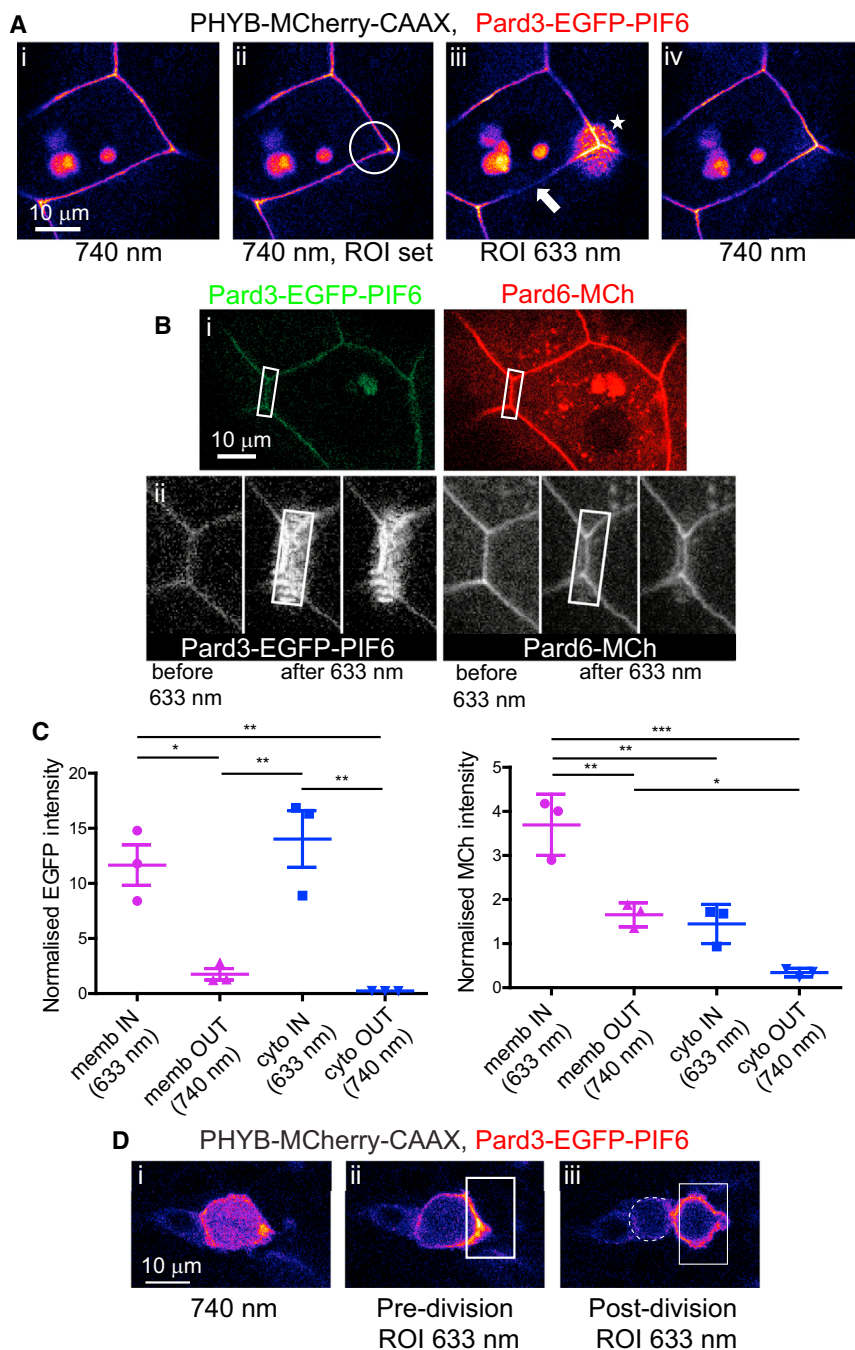 A
PHYB-MCherry-CAAX, Pard3-EGFP-PIF6
i
ii
iii
iv
10 μm
740 nm
740 nm, ROI set
ROI 633 nm
740 nm
Pard3-EGFP-PIF6
Pard6-MCh
B
i
10 μm
ii
Pard3-EGFP-PIF6
Pard6-MCh
before 633 nm
after 633 nm
before 633 nm
after 633 nm
C
**
*
**
**
Normalised EGFP intensity
20
15
10
5
0
memb IN (633 nm)
memb OUT (740 nm)
cyto IN (633 nm)
cyto OUT (740 nm)
***
**
**
*
Normalised MCh intensity
5
4
3
2
1
0
memb IN (633 nm)
memb OUT (740 nm)
cyto IN (633 nm)
cyto OUT (740 nm)
D
PHYB-MCherry-CAAX, Pard3-EGFP-PIF6
i
ii
iii
10 μm
740 nm
Pre-division
ROI 633 nm
Post-division
ROI 633 nm